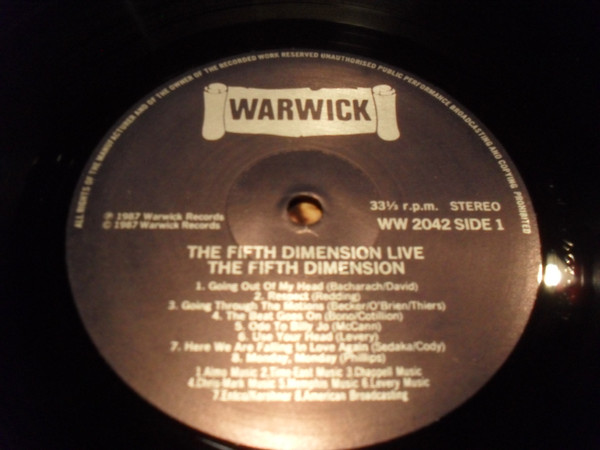 ALL RIGHTS OF THE MANUFACTURER AND OF THE OWNER OF THE RECORDED WORK RESERVED UNAUTHORISED PUBLIC PERFORMANCE BROADCASTING AND COPYING PROHIBITED
WARWICK
33⅓ r.p.m. STEREO
℗ 1987 Warwick Records
© 1987 Warwick Records
WW 2042 SIDE 1
THE FIFTH DIMENSION LIVE
THE FIFTH DIMENSION
1. Going Out Of My Head (Bacharach/David)
2. Respect (Redding)
3. Going Through The Motions (Becker/O'Brien/Thiers)
4. The Beat Goes On (Bono/Cotillion)
5. Ode To Billy Jo (McCann)
6. Use Your Head (Lavery)
7. Here We Are Falling In Love Again (Sedaka/Cody)
8. Monday, Monday (Phillips)
1.Almo Music 2.Time-East Music 3.Chappell Music
4.Chris-Mark Music 5.Memphis Music 6.Lavery Music
7.Entco/Kershner 8.American Broadcasting